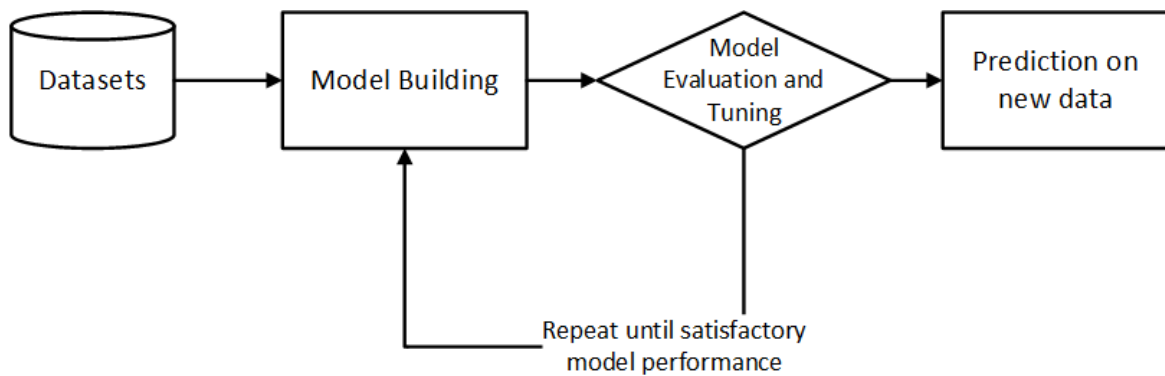 Datasets
Model Building
Model
Evaluation and
Tuning
Prediction on
new data
Repeat until satisfactory
model performance